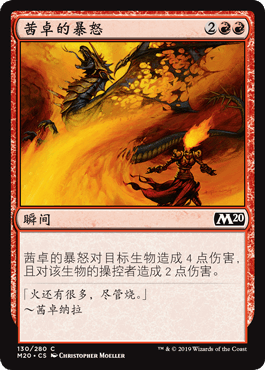 茜卓的暴怒 2
瞬间 M20
茜卓的暴怒对目标生物造成4点伤害，
且对该生物的操控者造成2点伤害。
「火还有很多，尽管烧。」
～茜卓纳拉
130/280 C
M20 • CS CHRISTOPHER MOELLER ™ & © 2019 Wizards of the Coast